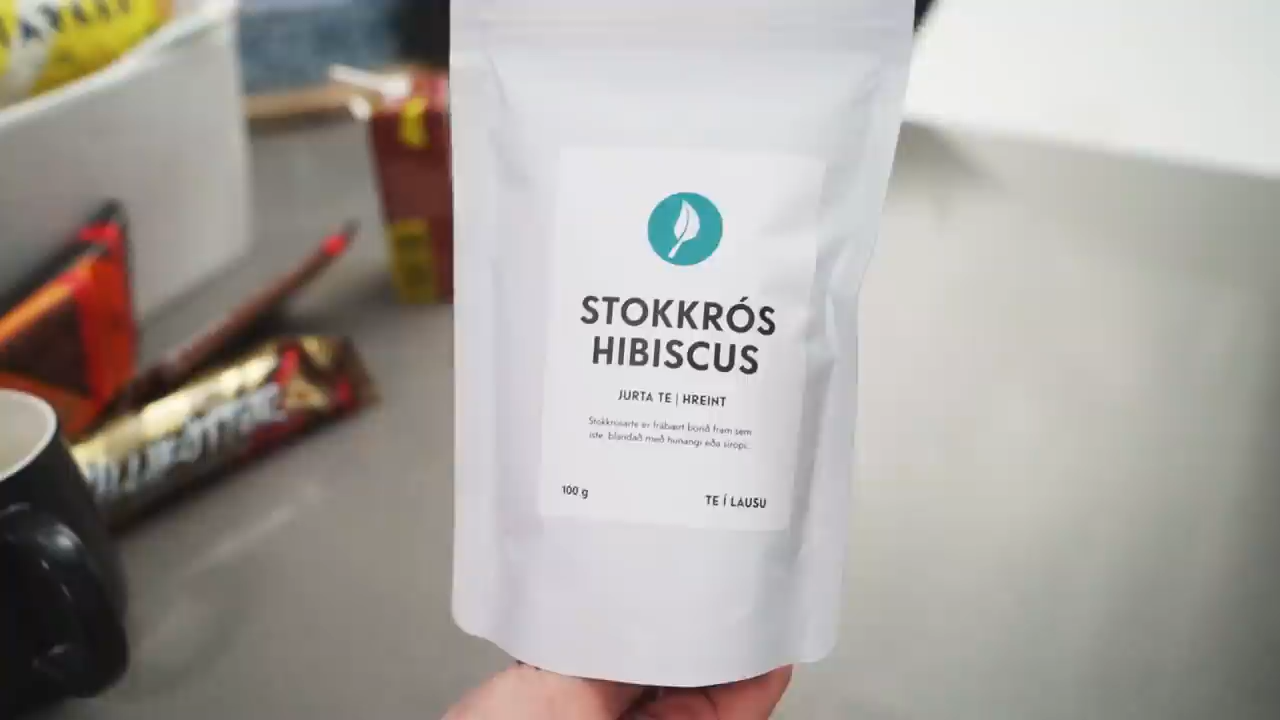 STOKKRÓS
HIBISCUS
JURTA TE | HREINT
Stokkrósarte er frábært borið fram sem
íste, blandað með hunangi eða sírópi.
100 g
TE Í LAUSU